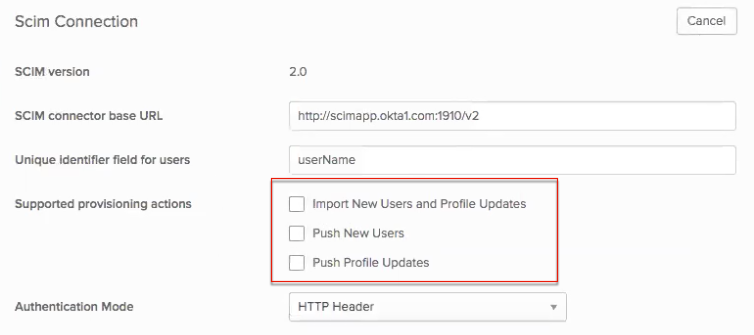 Scim Connection
Cancel
SCIM version 2.0
SCIM connector base URL http://scimapp.okta1.com:1910/v2
Unique identifier field for users userName
Supported provisioning actions Import New Users and Profile Updates
Push New Users
Push Profile Updates
Authentication Mode HTTP Header